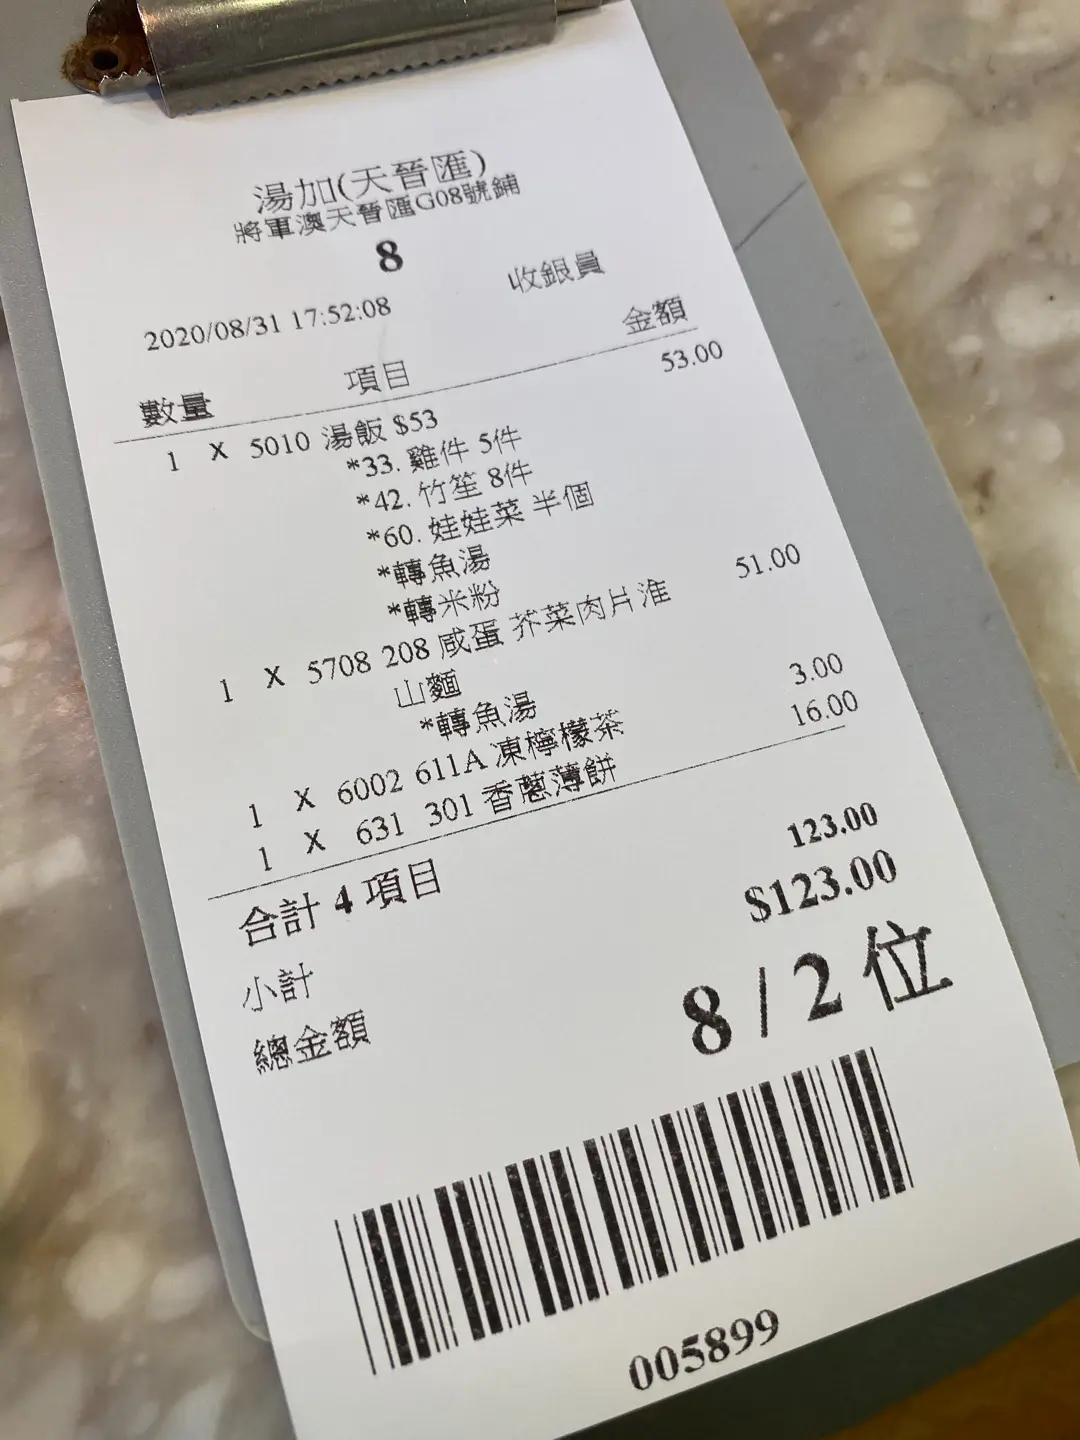 湯加(天晉匯)
將軍澳天晉匯G08號鋪
8
2020/08/31 17:52:08 收銀員
數量 項目 金額
1 X 5010 湯飯 $53 53.00
*33. 雞件 5件
*42. 竹笙 8件
*60. 娃娃菜 半個
*轉魚湯
*轉米粉
1 X 5708 208 咸蛋 芥菜肉片淮 51.00
山麵
*轉魚湯
1 X 6002 611A 凍檸檬茶 3.00
1 X 631 301 香蔥薄餅 16.00
合計 4 項目
小計 123.00
總金額 $123.00
8 / 2 位
005899